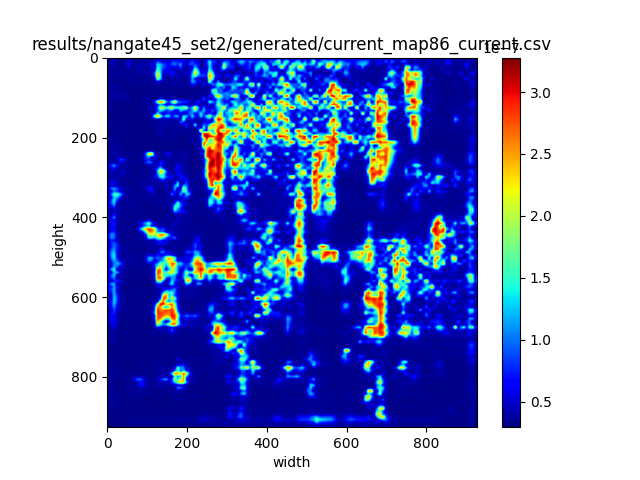 results/nangate45_set2/generated/current_map86_current.csv
1e−7
0
200
400
600
800
height
0 200 400 600 800
width
3.0
2.5
2.0
1.5
1.0
0.5